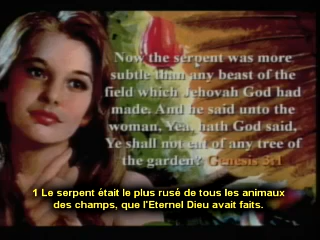 Now the serpent was more
subtle than any beast of the
field which Jehovah God had
made. And he said unto the
woman, Yea, hath God said,
Ye shall not eat of any tree of
the garden? Genesis 3:1
1 Le serpent était le plus rusé de tous les animaux
des champs, que l'Eternel Dieu avait faits.